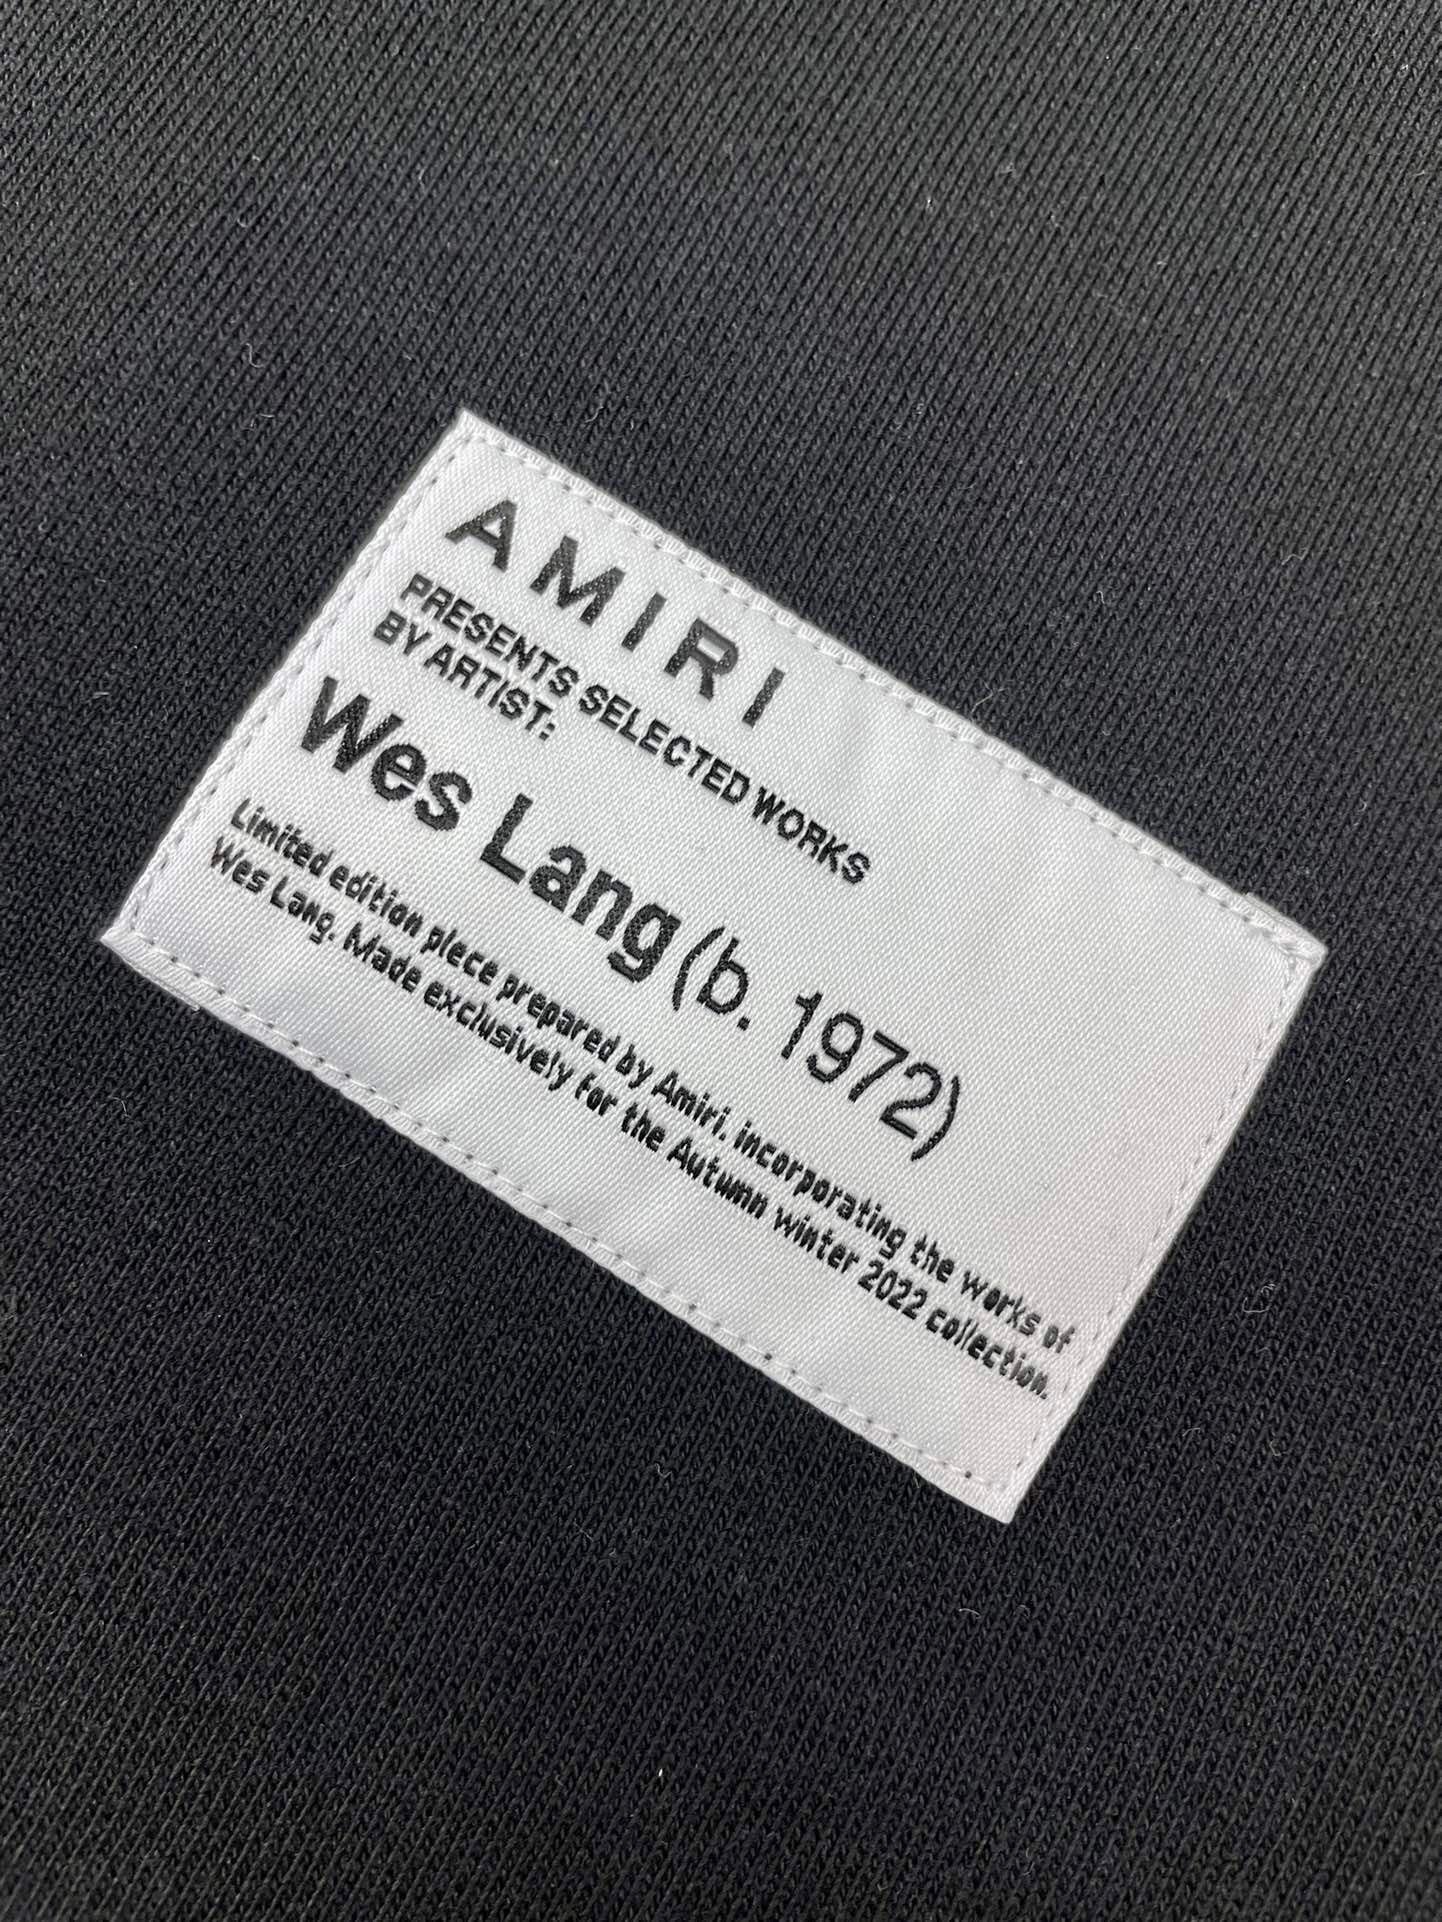 AMIRI
PRESENTS SELECTED WORKS
BY ARTIST:
Wes Lang (b. 1972)
Limited edition piece prepared by Amiri, incorporating the works of
Wes Lang. Made exclusively for the Autumn winter 2022 collection.